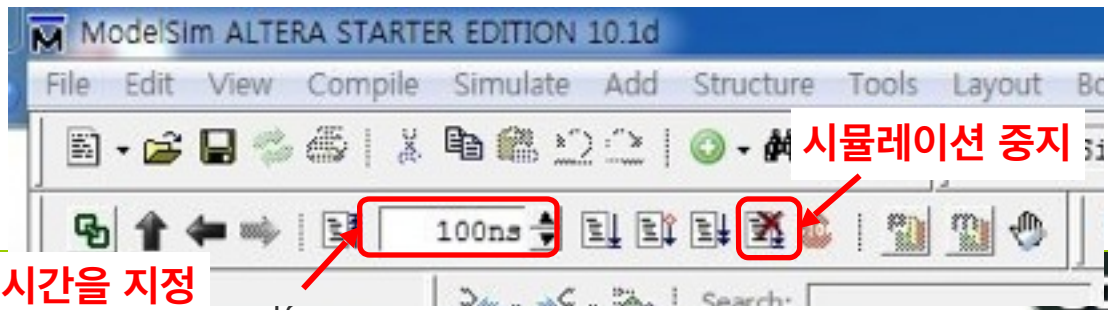 ModelSim ALTERA STARTER EDITION 10.1d
File Edit View Compile Simulate Add Structure Tools Layout
시뮬레이션 중지
100ns
시간을 지정
Search: